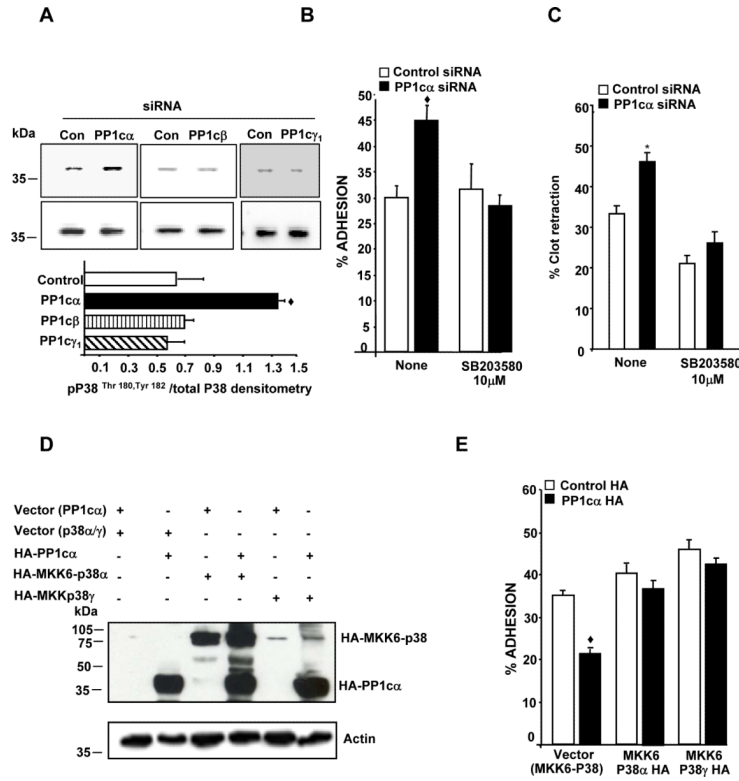 A
siRNA
kDa Con PP1cα Con PP1cβ Con PP1cγ1
35
35
Control
PP1cα
♦
PP1cβ
PP1cγ1
0.1 0.3 0.5 0.7 0.9 1.1 1.3 1.5
pP38 Thr 180,Tyr 182 /total P38 densitometry
B
Control siRNA
PP1cα siRNA
% ADHESION
50
45
40
35
30
25
20
15
10
5
0
♦
None SB203580
10μM
C
Control siRNA
PP1cα siRNA
% Clot retraction
60
50
40
30
20
10
0
*
None SB203580
10μM
D
Vector (PP1cα) + - + - + -
Vector (p38α/γ) + + - - - -
HA-PP1cα - + - + - +
HA-MKK6-p38α - - + + - -
HA-MKKp38γ - - - - + +
kDa
105
75
50
35
HA-MKK6-p38
HA-PP1cα
35
Actin
E
Control HA
PP1cα HA
% ADHESION
60
50
40
30
20
10
0
♦
Vector
(MKK6-P38)
MKK6
P38α HA
MKK6
P38γ HA